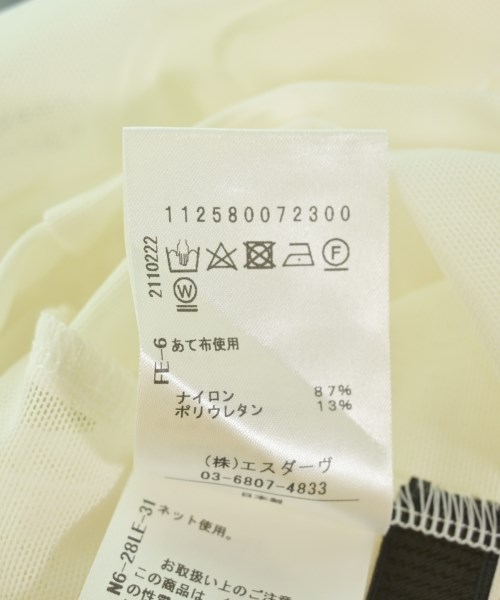 112580072300
2110222
F
W
FE-6
あて布使用
ナイロン 87%
ポリウレタン 13%
(株)エスダーヴ
03-6807-4833
日本製
N6-28LE-31
ネット使用。
お取扱い上のご注意
この商品は、
の性